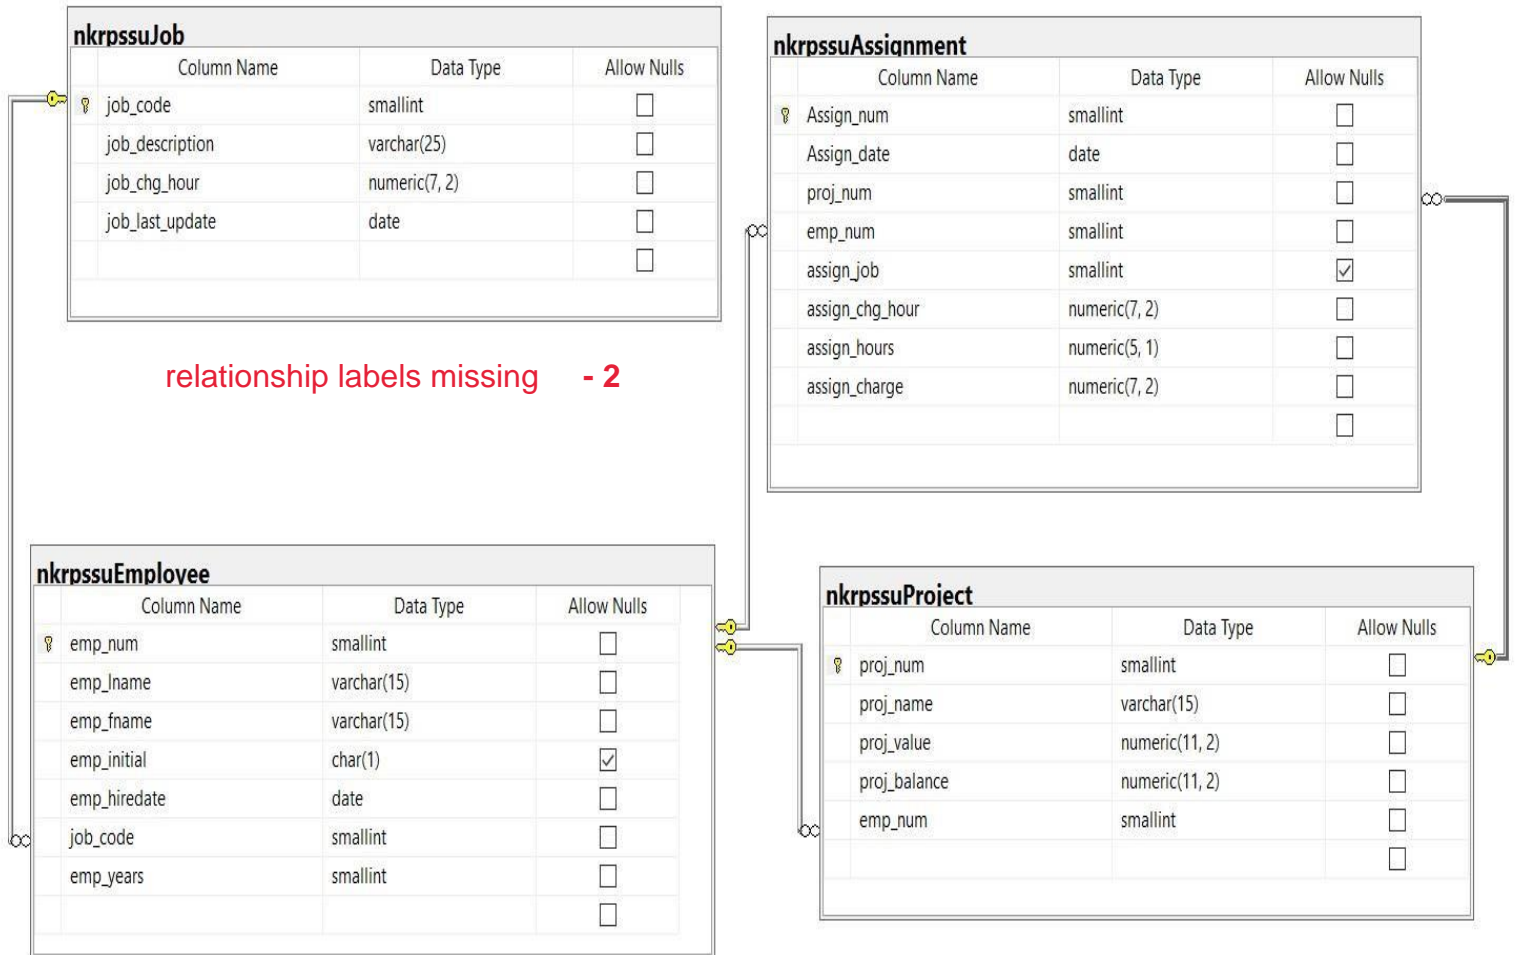 nkrpssuJob
Column Name Data Type Allow Nulls
job_code smallint
job_description varchar(25)
job_chg_hour numeric(7, 2)
job_last_update date
relationship labels missing - 2
nkrpssuAssignment
Column Name Data Type Allow Nulls
Assign_num smallint
Assign_date date
proj_num smallint
emp_num smallint
assign_job smallint
assign_chg_hour numeric(7, 2)
assign_hours numeric(5, 1)
assign_charge numeric(7, 2)
nkrpssuEmployee
Column Name Data Type Allow Nulls
emp_num smallint
emp_lname varchar(15)
emp_fname varchar(15)
emp_initial char(1)
emp_hiredate date
job_code smallint
emp_years smallint
nkrpssuProject
Column Name Data Type Allow Nulls
proj_num smallint
proj_name varchar(15)
proj_value numeric(11, 2)
proj_balance numeric(11, 2)
emp_num smallint